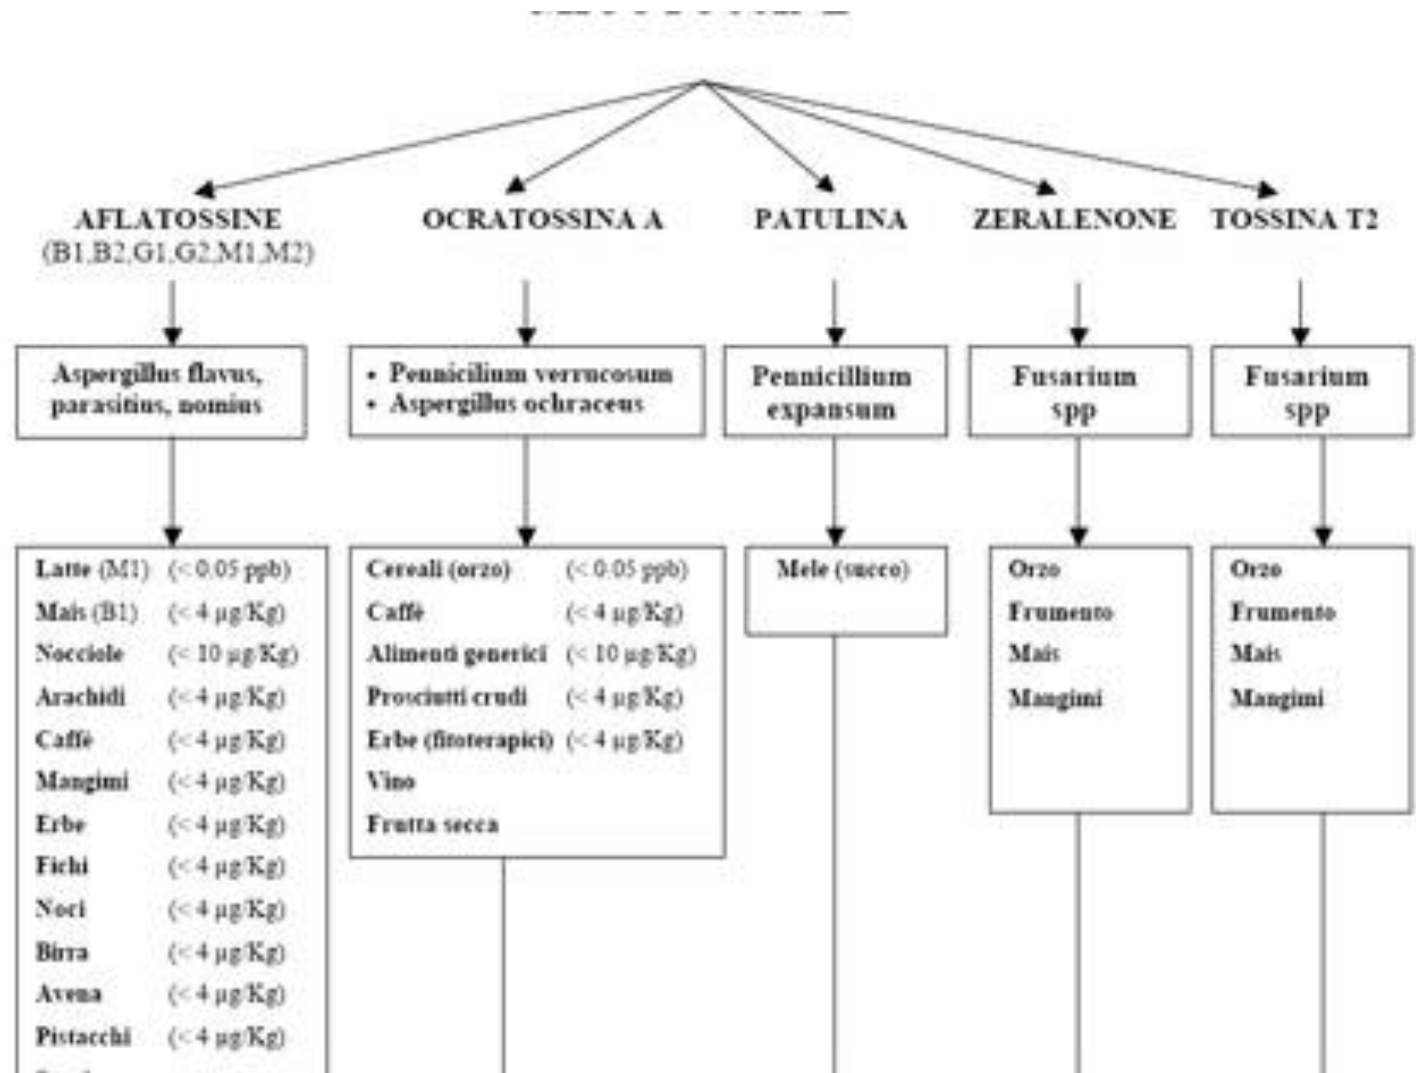 AFLATOSSINE
(B1,B2,G1,G2,M1,M2)
OCRATOSSINA A
PATULINA
ZERALENONE
TOSSINA T2
Aspergillus flavus,
parasitius, nomius
• Pennicilium verrucosum
• Aspergillus ochraceus
Pennicillium
expansum
Fusarium
spp
Fusarium
spp
Latte (M1) (< 0.05 ppb)
Mais (B1) (< 4 µg/Kg)
Nocciole (< 10 µg/Kg)
Arachidi (< 4 µg/Kg)
Caffè (< 4 µg/Kg)
Mangimi (< 4 µg/Kg)
Erbe (< 4 µg/Kg)
Fichi (< 4 µg/Kg)
Noci (< 4 µg/Kg)
Birra (< 4 µg/Kg)
Avena (< 4 µg/Kg)
Pistacchi (< 4 µg/Kg)
Cereali (orzo) (< 0.05 ppb)
Caffè (< 4 µg/Kg)
Alimenti generici (< 10 µg/Kg)
Prosciutti crudi (< 4 µg/Kg)
Erbe (fitoterapici) (< 4 µg/Kg)
Vino
Frutta secca
Mele (succo)
Orzo
Frumento
Mais
Mangimi
Orzo
Frumento
Mais
Mangimi